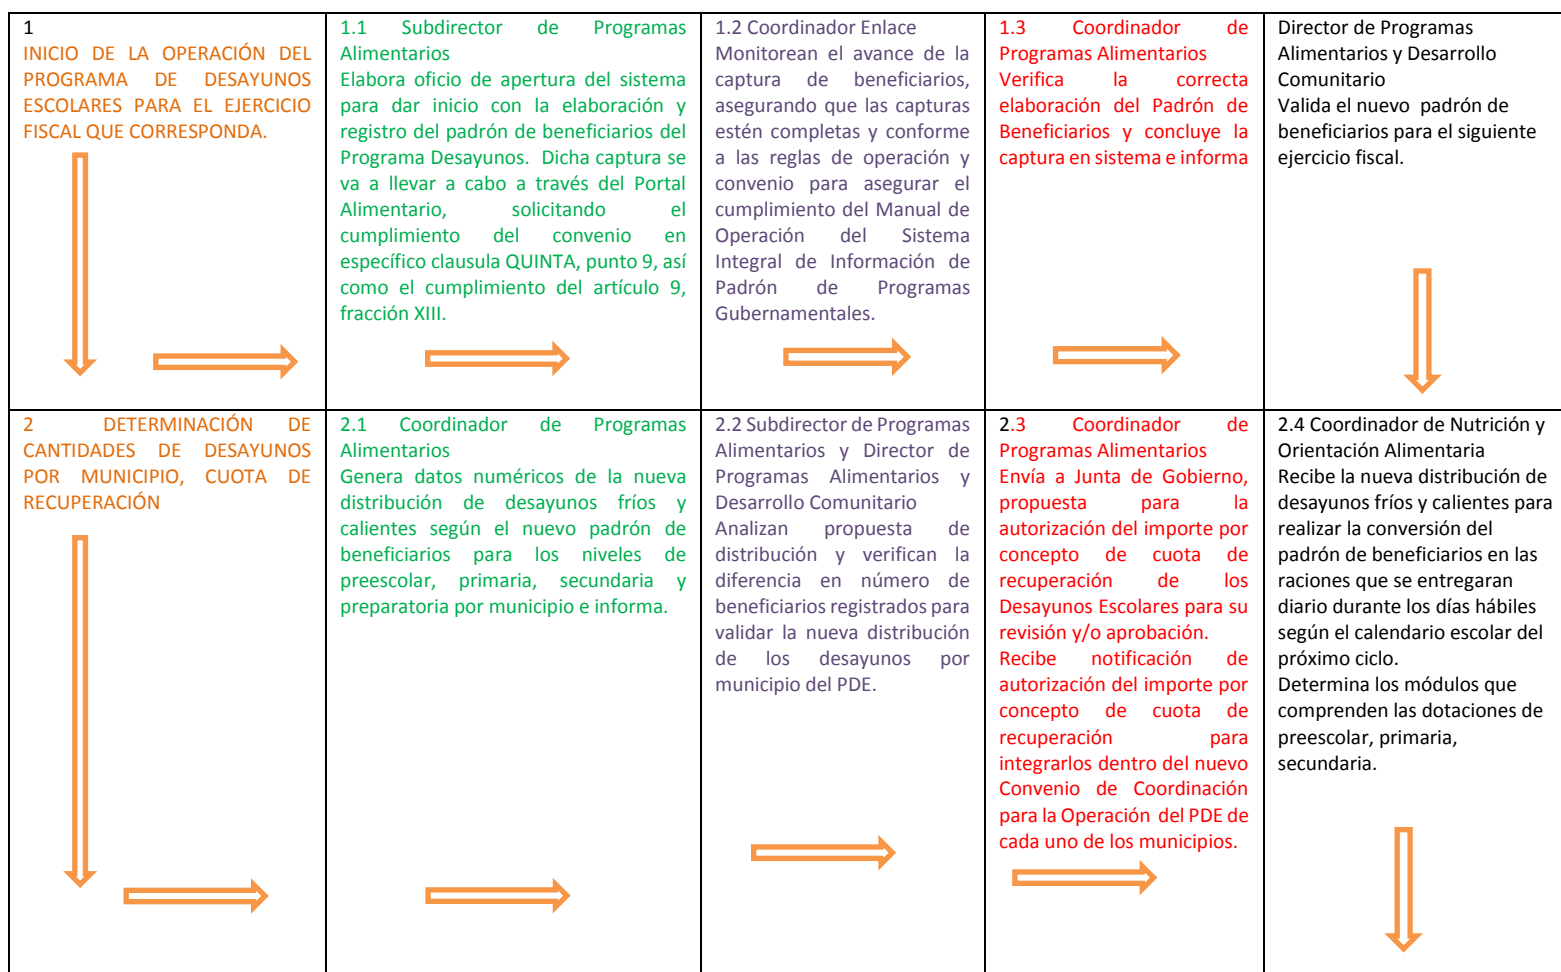 1
INICIO DE LA OPERACIÓN DEL
PROGRAMA DE DESAYUNOS
ESCOLARES PARA EL EJERCICIO
FISCAL QUE CORRESPONDA.
1.1 Subdirector de Programas
Alimentarios
Elabora oficio de apertura del sistema
para dar inicio con la elaboración y
registro del padrón de beneficiarios del
Programa Desayunos. Dicha captura se
va a llevar a cabo a través del Portal
Alimentario, solicitando el
cumplimiento del convenio en
específico clausula QUINTA, punto 9, así
como el cumplimiento del artículo 9,
fracción XIII.
1.2 Coordinador Enlace
Monitorean el avance de la
captura de beneficiarios,
asegurando que las capturas
estén completas y conforme
a las reglas de operación y
convenio para asegurar el
cumplimiento del Manual de
Operación del Sistema
Integral de Información de
Padrón de Programas
Gubernamentales.
1.3 Coordinador de
Programas Alimentarios
Verifica la correcta
elaboración del Padrón de
Beneficiarios y concluye la
captura en sistema e informa
Director de Programas
Alimentarios y Desarrollo
Comunitario
Valida el nuevo padrón de
beneficiarios para el siguiente
ejercicio fiscal.
2 DETERMINACIÓN DE
CANTIDADES DE DESAYUNOS
POR MUNICIPIO, CUOTA DE
RECUPERACIÓN
2.1 Coordinador de Programas
Alimentarios
Genera datos numéricos de la nueva
distribución de desayunos fríos y
calientes según el nuevo padrón de
beneficiarios para los niveles de
preescolar, primaria, secundaria y
preparatoria por municipio e informa.
2.2 Subdirector de Programas
Alimentarios y Director de
Programas Alimentarios y
Desarrollo Comunitario
Analizan propuesta de
distribución y verifican la
diferencia en número de
beneficiarios registrados para
validar la nueva distribución
de los desayunos por
municipio del PDE.
2.3 Coordinador de
Programas Alimentarios
Envía a Junta de Gobierno,
propuesta para la
autorización del importe por
concepto de cuota de
recuperación de los
Desayunos Escolares para su
revisión y/o aprobación.
Recibe notificación de
autorización del importe por
concepto de cuota de
recuperación para
integrarlos dentro del nuevo
Convenio de Coordinación
para la Operación del PDE de
cada uno de los municipios.
2.4 Coordinador de Nutrición y
Orientación Alimentaria
Recibe la nueva distribución de
desayunos fríos y calientes para
realizar la conversión del
padrón de beneficiarios en las
raciones que se entregaran
diario durante los días hábiles
según el calendario escolar del
próximo ciclo.
Determina los módulos que
comprenden las dotaciones de
preescolar, primaria,
secundaria.